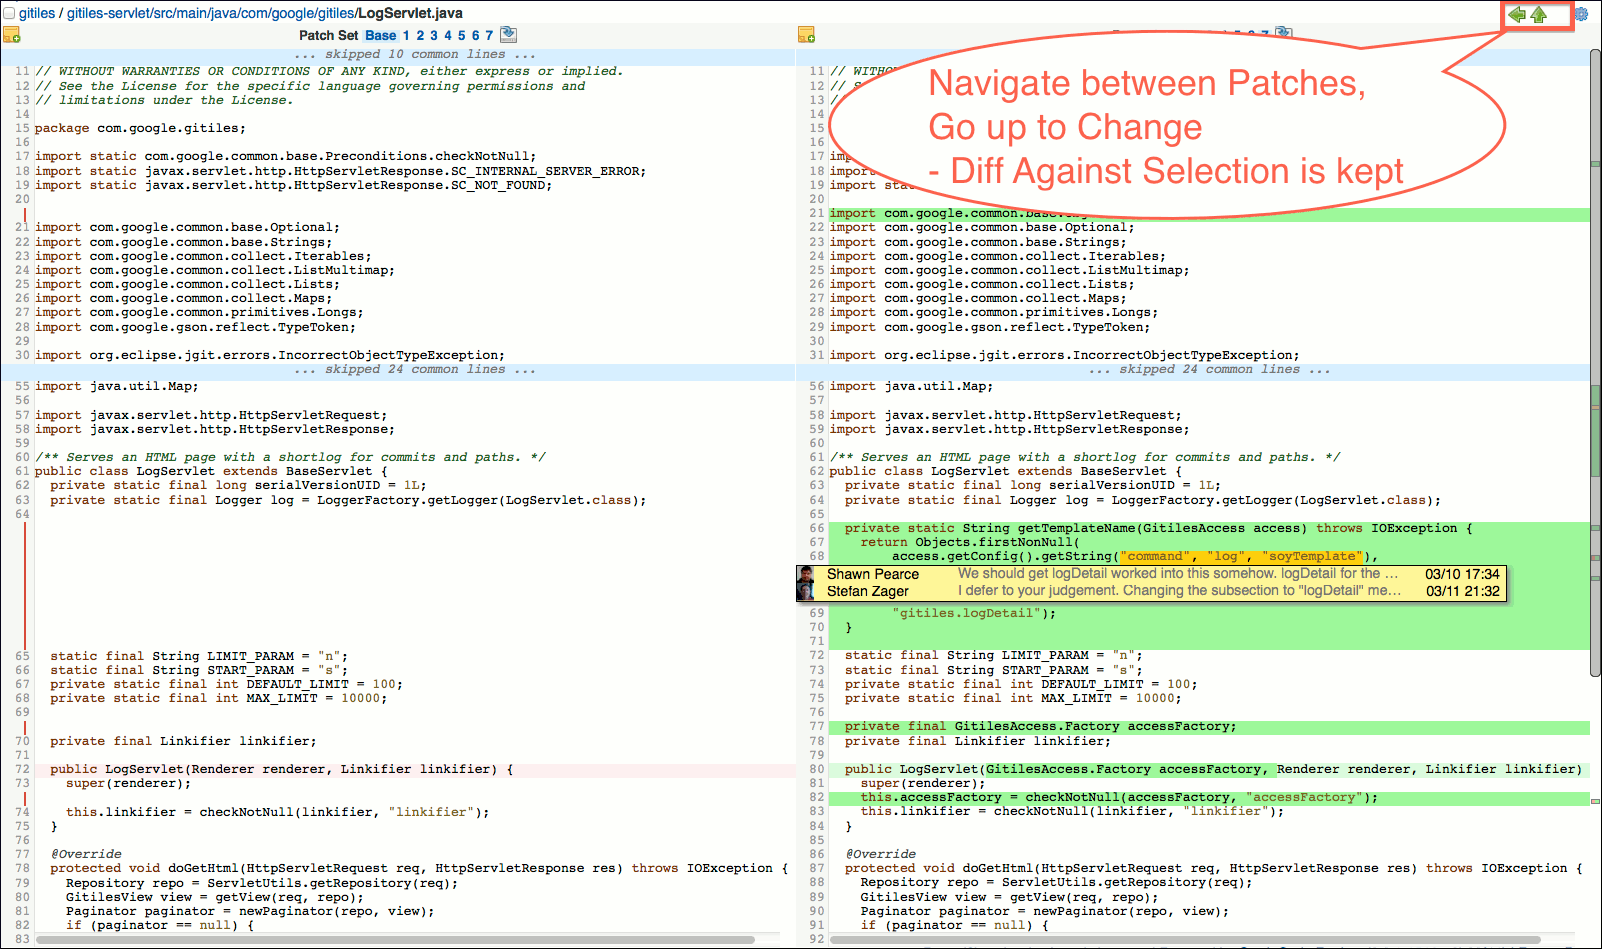 gitiles / gitiles-servlet/src/main/java/com/google/gitiles/LogServlet.java
Patch Set Base 1 2 3 4 5 6 7
... skipped 10 common lines ...
11 // WITHOUT WARRANTIES OR CONDITIONS OF ANY KIND, either express or implied.
12 // See the License for the specific language governing permissions and
13 // limitations under the License.
14
15 package com.google.gitiles;
16
17 import static com.google.common.base.Preconditions.checkNotNull;
18 import static javax.servlet.http.HttpServletResponse.SC_INTERNAL_SERVER_ERROR;
19 import static javax.servlet.http.HttpServletResponse.SC_NOT_FOUND;
20
21 import com.google.common.base.Optional;
22 import com.google.common.base.Strings;
23 import com.google.common.collect.Iterables;
24 import com.google.common.collect.ListMultimap;
25 import com.google.common.collect.Lists;
26 import com.google.common.collect.Maps;
27 import com.google.common.primitives.Longs;
28 import com.google.gson.reflect.TypeToken;
29
30 import org.eclipse.jgit.errors.IncorrectObjectTypeException;
... skipped 24 common lines ...
55 import java.util.Map;
56
57 import javax.servlet.http.HttpServletRequest;
58 import javax.servlet.http.HttpServletResponse;
59
60 /** Serves an HTML page with a shortlog for commits and paths. */
61 public class LogServlet extends BaseServlet {
62 private static final long serialVersionUID = 1L;
63 private static final Logger log = LoggerFactory.getLogger(LogServlet.class);
64
65 static final String LIMIT_PARAM = "n";
66 static final String START_PARAM = "s";
67 private static final int DEFAULT_LIMIT = 100;
68 private static final int MAX_LIMIT = 10000;
69
70 private final Linkifier linkifier;
71
72 public LogServlet(Renderer renderer, Linkifier linkifier) {
73 super(renderer);
74 this.linkifier = checkNotNull(linkifier, "linkifier");
75 }
76
77 @Override
78 protected void doGetHtml(HttpServletRequest req, HttpServletResponse res) throws IOException {
79 Repository repo = ServletUtils.getRepository(req);
80 GitilesView view = getView(req, repo);
81 Paginator paginator = newPaginator(repo, view);
82 if (paginator == null) {
83
Navigate between Patches,
Go up to Change
- Diff Against Selection is kept
11 // WITH
12 //
13 //
14
15
16
17
18 impor
19 import sta
20
21 import com.google.common.base
22 import com.google.common.base.Optional;
23 import com.google.common.base.Strings;
24 import com.google.common.collect.Iterables;
25 import com.google.common.collect.ListMultimap;
26 import com.google.common.collect.Lists;
27 import com.google.common.collect.Maps;
28 import com.google.common.primitives.Longs;
29 import com.google.gson.reflect.TypeToken;
30
31 import org.eclipse.jgit.errors.IncorrectObjectTypeException;
... skipped 24 common lines ...
56 import java.util.Map;
57
58 import javax.servlet.http.HttpServletRequest;
59 import javax.servlet.http.HttpServletResponse;
60
61 /** Serves an HTML page with a shortlog for commits and paths. */
62 public class LogServlet extends BaseServlet {
63 private static final long serialVersionUID = 1L;
64 private static final Logger log = LoggerFactory.getLogger(LogServlet.class);
65
66 private static String getTemplateName(GitilesAccess access) throws IOException {
67 return Objects.firstNonNull(
68 access.getConfig().getString("command", "log", "soyTemplate"),
Shawn Pearce We should get logDetail worked into this somehow. logDetail for the ... 03/10 17:34
Stefan Zager I defer to your judgement. Changing the subsection to "logDetail" me... 03/11 21:32
69 "gitiles.logDetail");
70 }
71
72 static final String LIMIT_PARAM = "n";
73 static final String START_PARAM = "s";
74 private static final int DEFAULT_LIMIT = 100;
75 private static final int MAX_LIMIT = 10000;
76
77 private final GitilesAccess.Factory accessFactory;
78 private final Linkifier linkifier;
79
80 public LogServlet(GitilesAccess.Factory accessFactory, Renderer renderer, Linkifier linkifier)
81 super(renderer);
82 this.accessFactory = checkNotNull(accessFactory, "accessFactory");
83 this.linkifier = checkNotNull(linkifier, "linkifier");
84 }
85
86 @Override
87 protected void doGetHtml(HttpServletRequest req, HttpServletResponse res) throws IOException {
88 Repository repo = ServletUtils.getRepository(req);
89 GitilesView view = getView(req, repo);
90 Paginator paginator = newPaginator(repo, view);
91 if (paginator == null) {
92